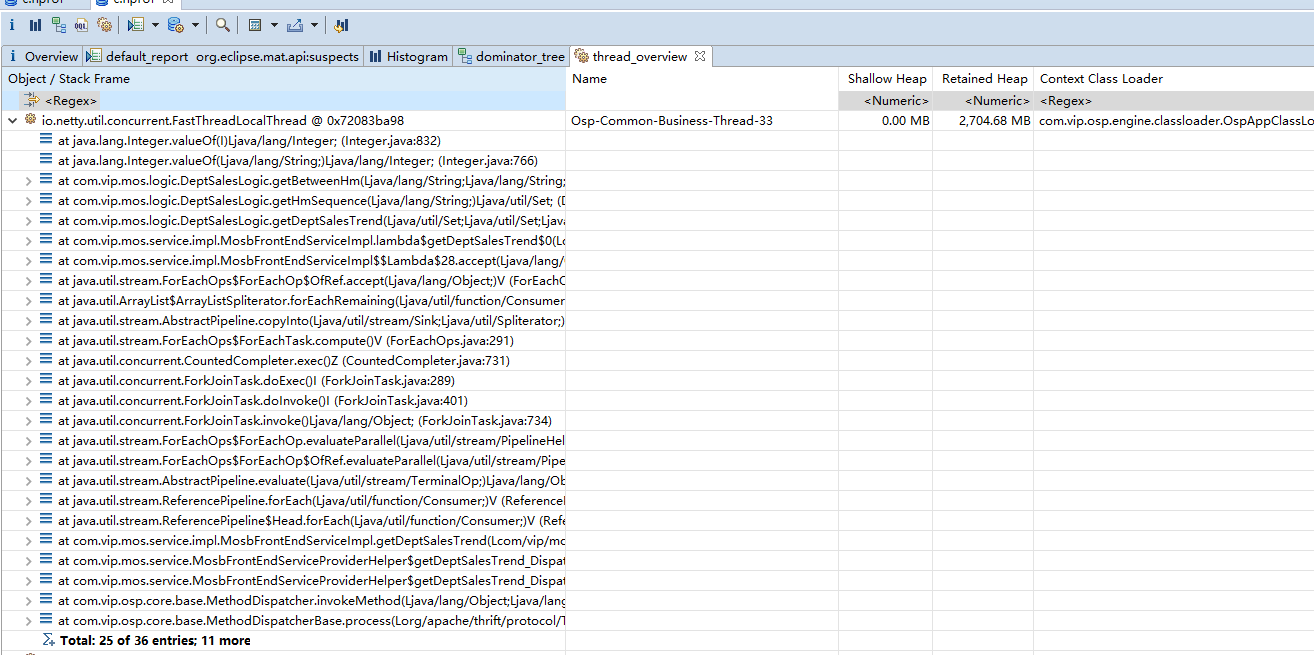 Overview default_report org.eclipse.mat.api:suspects Histogram dominator_tree thread_overview
Object / Stack Frame Name Shallow Heap Retained Heap Context Class Loader
<Regex> <Numeric> <Numeric> <Regex>
io.netty.util.concurrent.FastThreadLocalThread @ 0x72083ba98 Osp-Common-Business-Thread-33 0.00 MB 2,704.68 MB com.vip.osp.engine.classloader.OspAppClassLo
at java.lang.Integer.valueOf(I)Ljava/lang/Integer; (Integer.java:832)
at java.lang.Integer.valueOf(Ljava/lang/String;)Ljava/lang/Integer; (Integer.java:766)
at com.vip.mos.logic.DeptSalesLogic.getBetweenHm(Ljava/lang/String;Ljava/lang/String;
at com.vip.mos.logic.DeptSalesLogic.getHmSequence(Ljava/lang/String;)Ljava/util/Set; (D
at com.vip.mos.logic.DeptSalesLogic.getDeptSalesTrend(Ljava/util/Set;Ljava/util/Set;Ljava
at com.vip.mos.service.impl.MosbFrontEndServiceImpl.lambda$getDeptSalesTrend$0(Lc
at com.vip.mos.service.impl.MosbFrontEndServiceImpl$$Lambda$28.accept(Ljava/lang/
at java.util.stream.ForEachOps$ForEachOp$OfRef.accept(Ljava/lang/Object;)V (ForEachO
at java.util.ArrayList$ArrayListSpliterator.forEachRemaining(Ljava/util/function/Consumer
at java.util.stream.AbstractPipeline.copyInto(Ljava/util/stream/Sink;Ljava/util/Spliterator;)
at java.util.stream.ForEachOps$ForEachTask.compute()V (ForEachOps.java:291)
at java.util.concurrent.CountedCompleter.exec()Z (CountedCompleter.java:731)
at java.util.concurrent.ForkJoinTask.doExec()I (ForkJoinTask.java:289)
at java.util.concurrent.ForkJoinTask.doInvoke()I (ForkJoinTask.java:401)
at java.util.concurrent.ForkJoinTask.invoke()Ljava/lang/Object; (ForkJoinTask.java:734)
at java.util.stream.ForEachOps$ForEachOp.evaluateParallel(Ljava/util/stream/PipelineHel
at java.util.stream.ForEachOps$ForEachOp$OfRef.evaluateParallel(Ljava/util/stream/Pipe
at java.util.stream.AbstractPipeline.evaluate(Ljava/util/stream/TerminalOp;)Ljava/lang/Ob
at java.util.stream.ReferencePipeline.forEach(Ljava/util/function/Consumer;)V (Reference
at java.util.stream.ReferencePipeline$Head.forEach(Ljava/util/function/Consumer;)V (Refe
at com.vip.mos.service.impl.MosbFrontEndServiceImpl.getDeptSalesTrend(Lcom/vip/mo
at com.vip.mos.service.MosbFrontEndServiceProviderHelper$getDeptSalesTrend_Dispat
at com.vip.mos.service.MosbFrontEndServiceProviderHelper$getDeptSalesTrend_Dispat
at com.vip.osp.core.base.MethodDispatcher.invokeMethod(Ljava/lang/Object;Ljava/lang
at com.vip.osp.core.base.MethodDispatcherBase.process(Lorg/apache/thrift/protocol/T
Total: 25 of 36 entries; 11 more